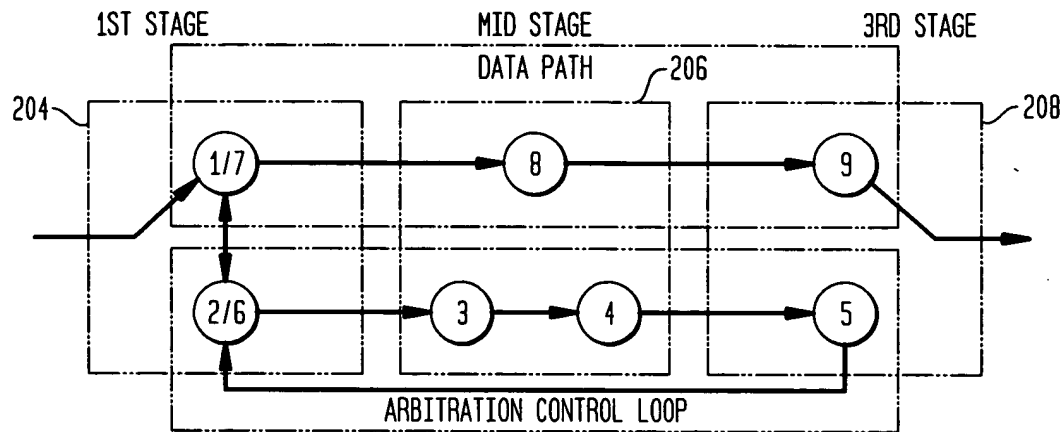 1ST STAGE
MID STAGE
3RD STAGE
DATA PATH
206
204
208
1/7
8
9
2/6
3
4
5
ARBITRATION CONTROL LOOP